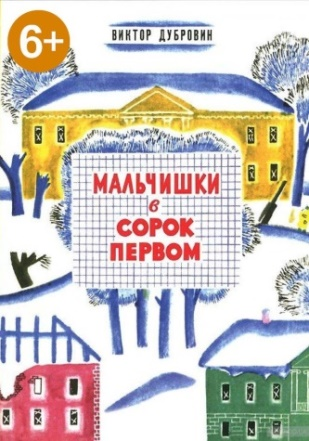 6+
ВИКТОР ДУБРОВИН
МАЛЬЧИШКИ
в
СОРОК
ПЕРВОМ